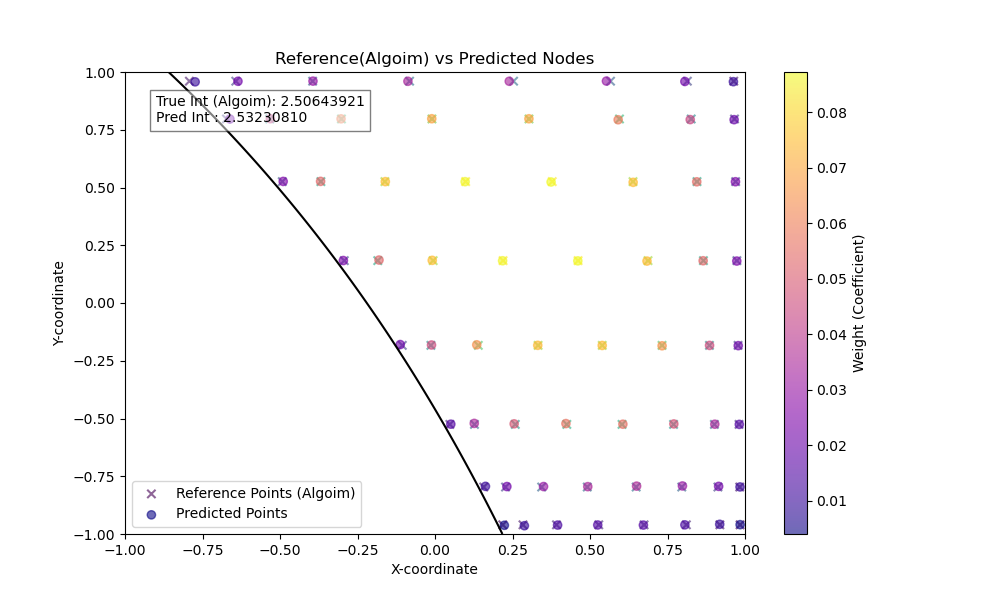 Reference(Algoim) vs Predicted Nodes
True Int (Algoim): 2.50643921
Pred Int : 2.53230810
1.00
0.75
0.50
0.25
0.00
−0.25
−0.50
−0.75
−1.00
Y-coordinate
Reference Points (Algoim)
Predicted Points
−1.00 −0.75 −0.50 −0.25 0.00 0.25 0.50 0.75 1.00
X-coordinate
0.08
0.07
0.06
0.05
0.04
0.03
0.02
0.01
Weight (Coefficient)